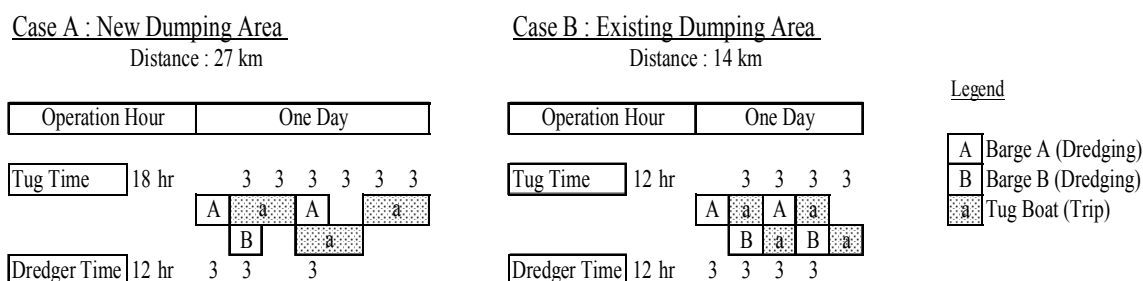 Case A : New Dumping Area
Distance : 27 km
Operation Hour One Day
Tug Time 18 hr 3 3 3 3 3 3
A a A a
B a
Dredger Time 12 hr 3 3 3
Case B : Existing Dumping Area
Distance : 14 km
Operation Hour One Day
Tug Time 12 hr 3 3 3 3
A a A a
B a B a
Dredger Time 12 hr 3 3 3 3
Legend
A Barge A (Dredging)
B Barge B (Dredging)
a Tug Boat (Trip)